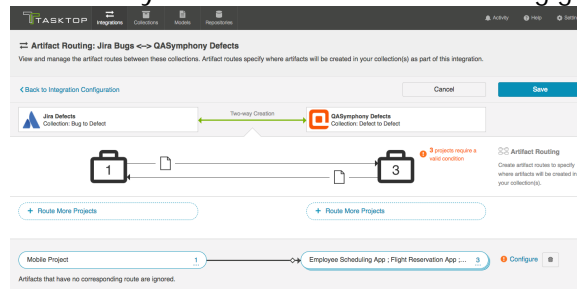 TASKTOP
Integrations
Collections
Models
Repositories
Activity
Help
Artifact Routing: Jira Bugs <--> QASymphony Defects
View and manage the artifact routes between these collections. Artifact routes specify where artifacts will be created in your collection(s) as part of this integration.
Back to Integration Configuration
Cancel
Save
Jira Defects
Collection: Bug to Defect
Two-way Creation
QASymphony Defects
Collection: Defect to Defect
1
3
3 projects require a
valid condition
Artifact Routing
Create artifact routes to specify
where artifacts will be created in
your collection(s).
+ Route More Projects
+ Route More Projects
Mobile Project 1
Employee Scheduling App ; Flight Reservation App ;... 3
Configure
Artifacts that have no corresponding route are ignored.